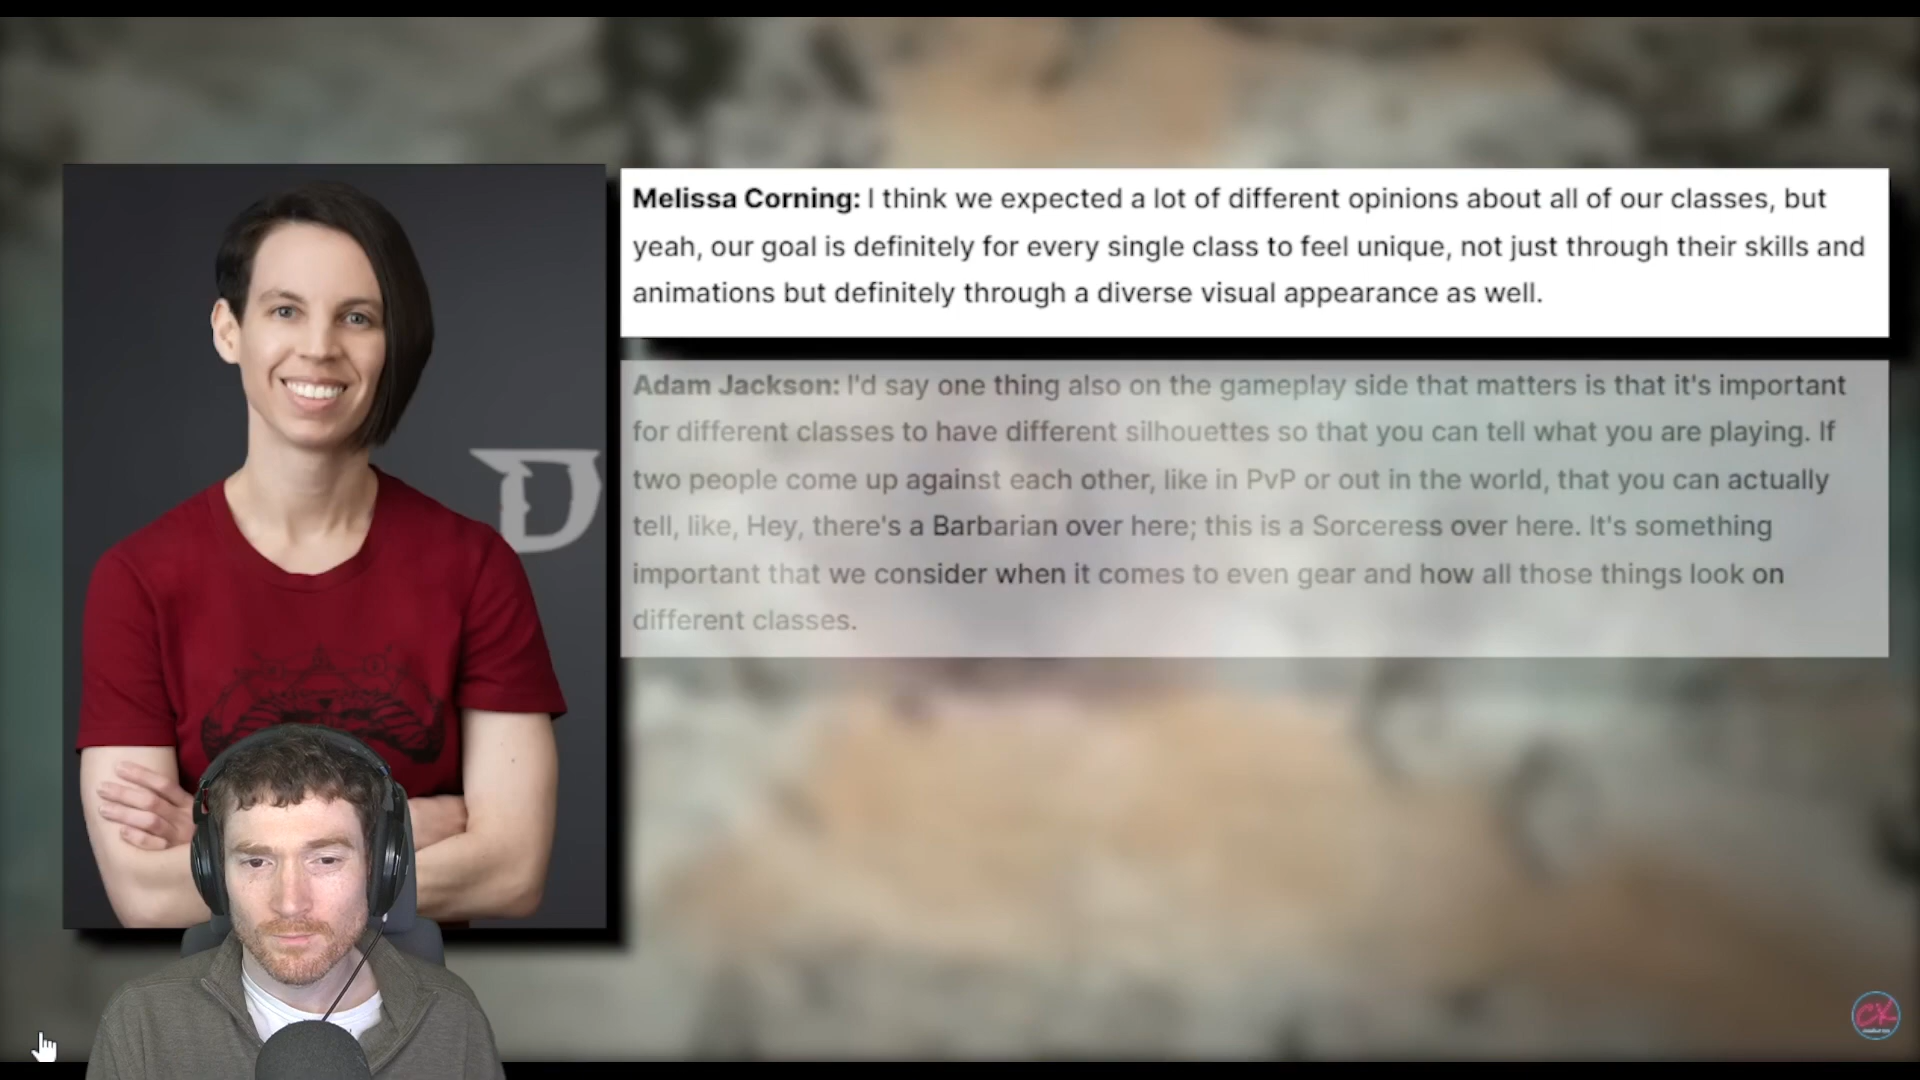 Melissa Corning: I think we expected a lot of different opinions about all of our classes, but
yeah, our goal is definitely for every single class to feel unique, not just through their skills and
animations but definitely through a diverse visual appearance as well.
Adam Jackson: I'd say one thing also on the gameplay side that matters is that it's important
for different classes to have different silhouettes so that you can tell what you are playing. If
two people come up against each other, like in PvP or out in the world, that you can actually
tell, like, Hey, there's a Barbarian over here; this is a Sorceress over here. It's something
important that we consider when it comes to even gear and how all those things look on
different classes.
D
CX